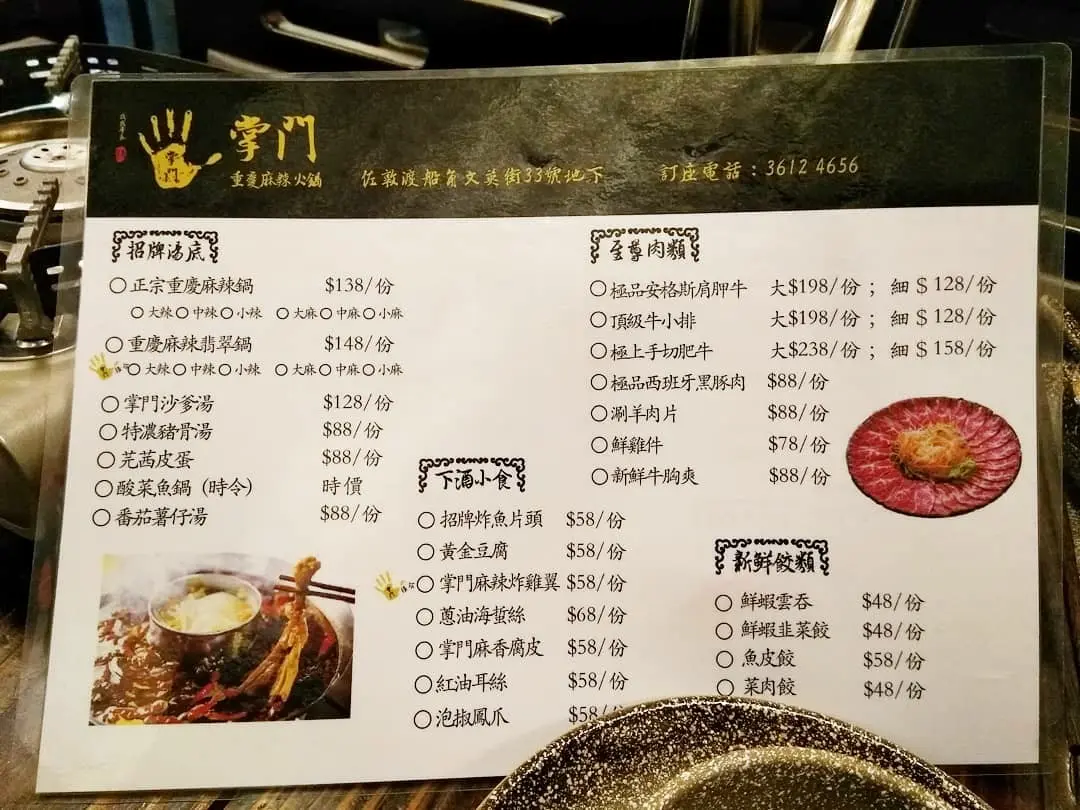 掌門
重慶麻辣火鍋
佐敦渡船角文英街33號地下
訂座電話：3612 4656
招牌湯底
正宗重慶麻辣鍋 $138/份
大辣 中辣 小辣 大麻 中麻 小麻
重慶麻辣翡翠鍋 $148/份
大辣 中辣 小辣 大麻 中麻 小麻
掌門沙爹湯 $128/份
特濃豬骨湯 $88/份
芫茜皮蛋 $88/份
酸菜魚鍋（時令） 時價
番茄薯仔湯 $88/份
下酒小食
招牌炸魚片頭 $58/份
黃金豆腐 $58/份
掌門麻辣炸雞翼 $58/份
蔥油海蜇絲 $68/份
掌門麻香腐皮 $58/份
紅油耳絲 $58/份
泡椒鳳爪 $58/
至尊肉類
極品安格斯肩胛牛 大$198/份； 細$128/份
頂級牛小排 大$198/份； 細$128/份
極上手切肥牛 大$238/份； 細$158/份
極品西班牙黑豚肉 $88/份
涮羊肉片 $88/份
鮮雞件 $78/份
新鮮牛胸爽 $88/份
新鮮餃類
鮮蝦雲吞 $48/份
鮮蝦韭菜餃 $48/份
魚皮餃 $58/份
菜肉餃 $48/份